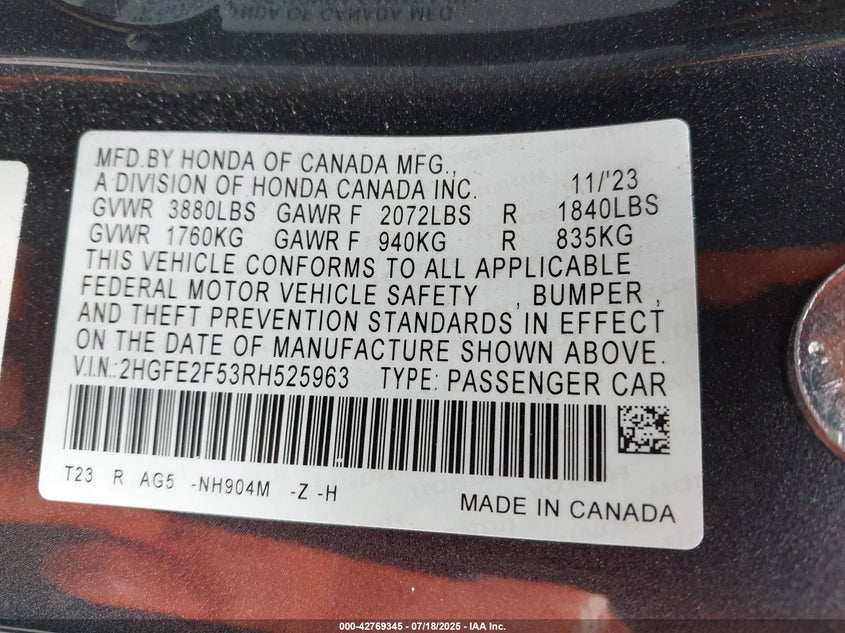 MFD.BY HONDA OF CANADA MFG.,
A DIVISION OF HONDA CANADA INC. 11/'23
GVWR 3880LBS GAWR F 2072LBS R 1840LBS
GVWR 1760KG GAWR F 940KG R 835KG
THIS VEHICLE CONFORMS TO ALL APPLICABLE
FEDERAL MOTOR VEHICLE SAFETY , BUMPER ,
AND THEFT PREVENTION STANDARDS IN EFFECT
ON THE DATE OF MANUFACTURE SHOWN ABOVE.
V.I.N.:2HGFE2F53RH525963 TYPE: PASSENGER CAR
T23 R AG5 -NH904M -Z -H
MADE IN CANADA
000-42769345 / 07/18/2025 - IAA Inc.